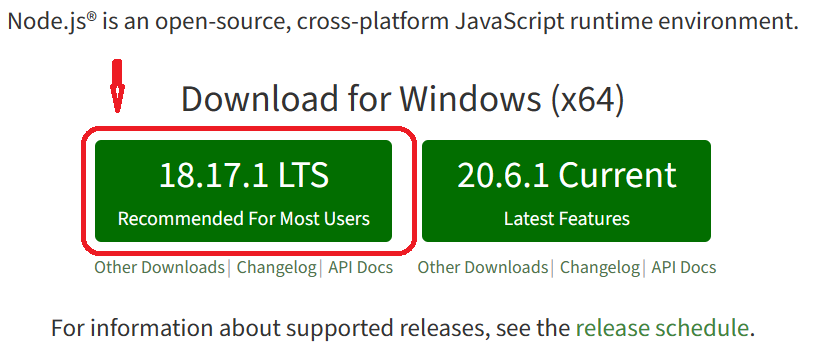 Node.js® is an open-source, cross-platform JavaScript runtime environment.
Download for Windows (x64)
18.17.1 LTS
Recommended For Most Users
20.6.1 Current
Latest Features
Other Downloads| Changelog| API Docs
Other Downloads| Changelog| API Docs
For information about supported releases, see the release schedule.